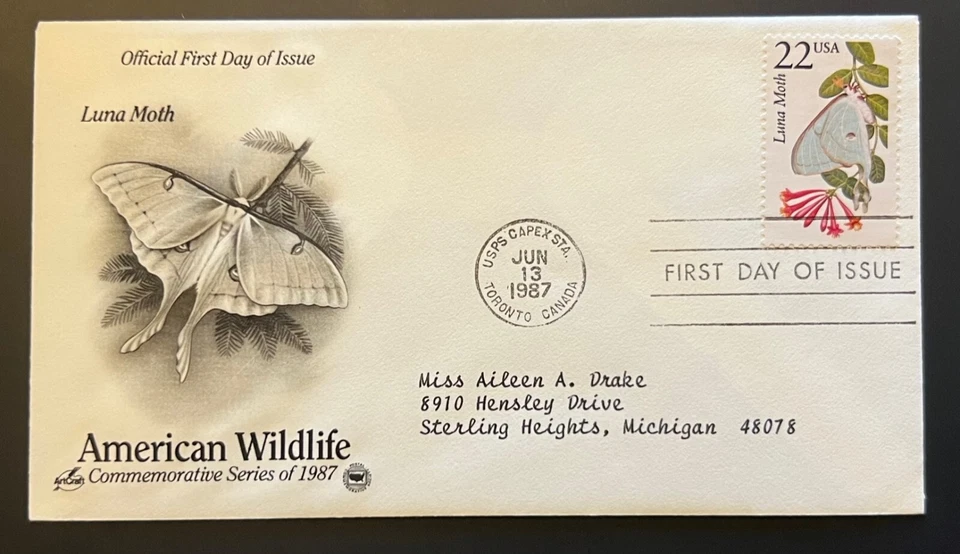 Official First Day of Issue
Luna Moth
22 USA
Luna Moth
USPS CAPEX STA.
JUN
13
1987
TORONTO CANADA
FIRST DAY OF ISSUE
Miss Aileen A. Drake
8910 Hensley Drive
Sterling Heights, Michigan 48078
American Wildlife
ArtCraft
Commemorative Series of 1987